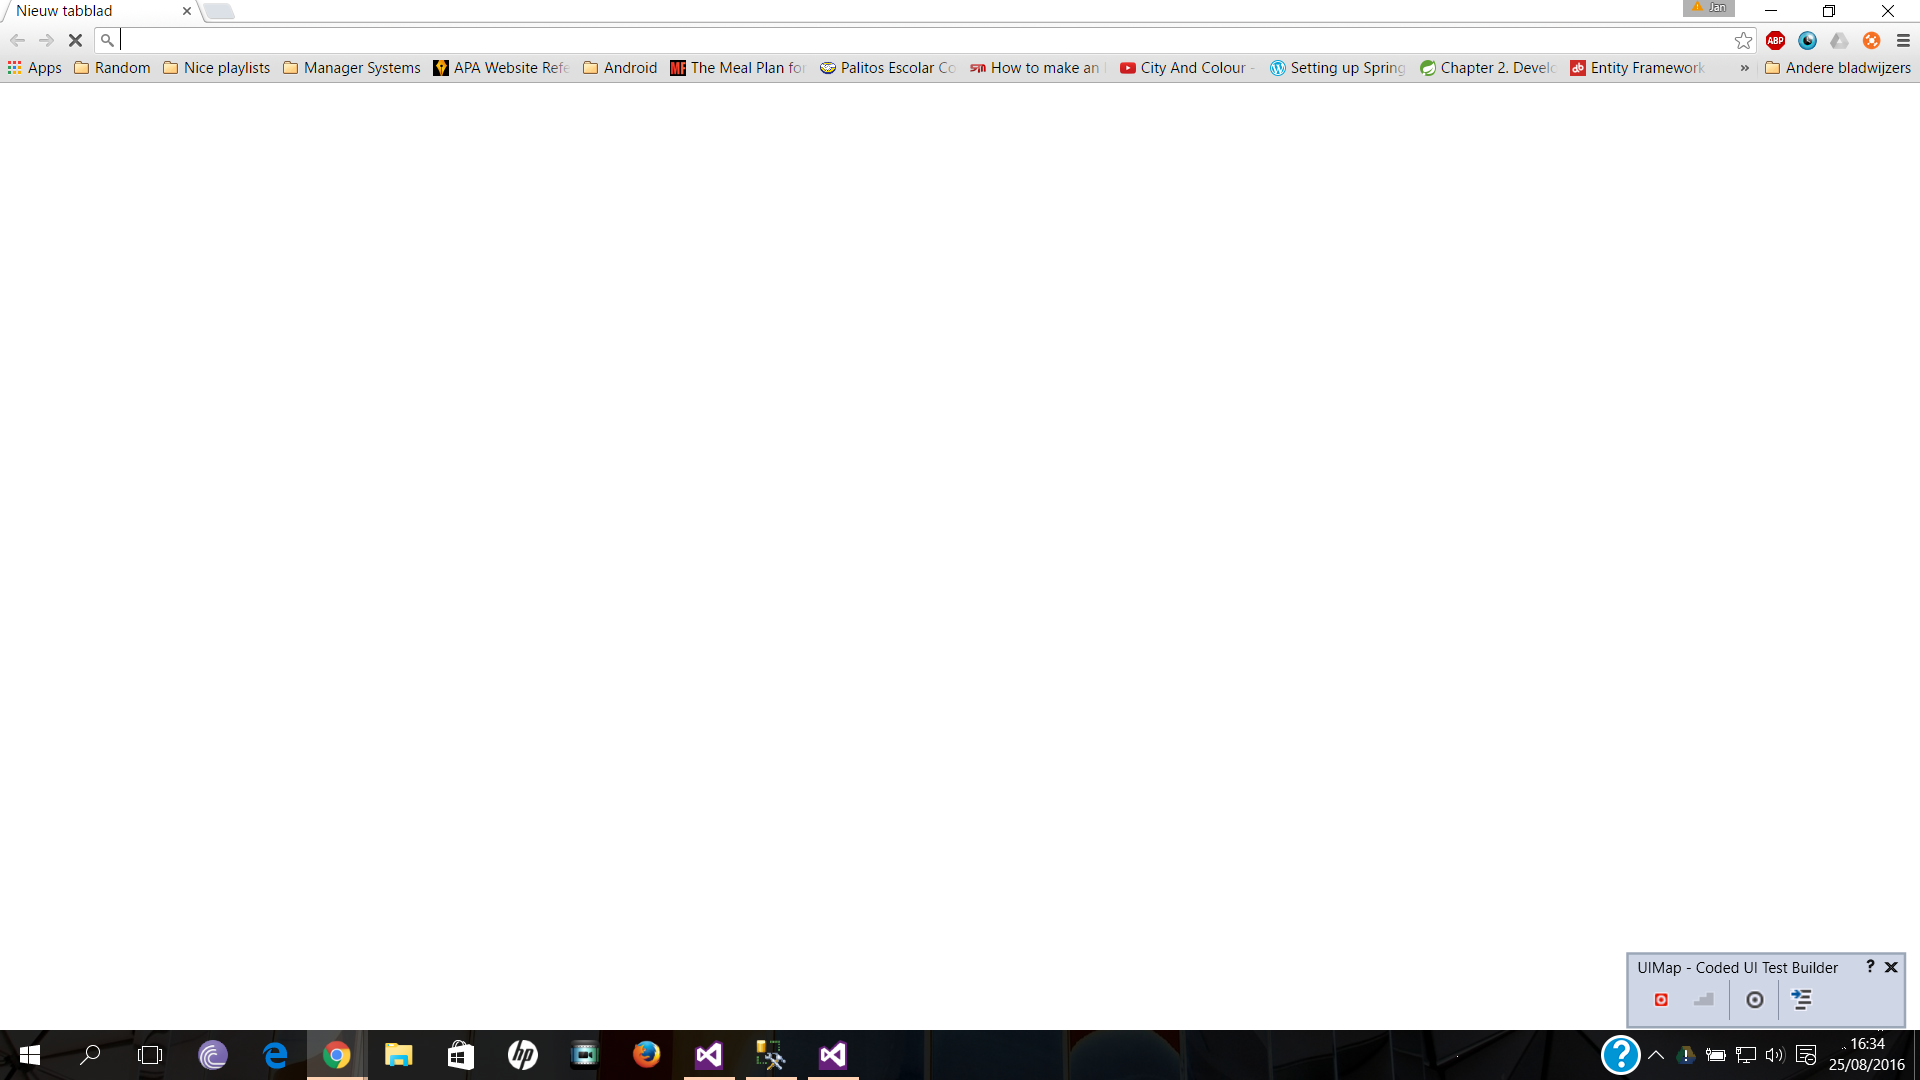 Nieuw tabblad
Jan
ABP
Apps Random Nice playlists Manager Systems APA Website Refe Android MF The Meal Plan for Palitos Escolar Co How to make an City And Colour - Setting up Spring Chapter 2. Develo Entity Framework » Andere bladwijzers
UIMap - Coded UI Test Builder ?
hp
?
16:34
25/08/2016